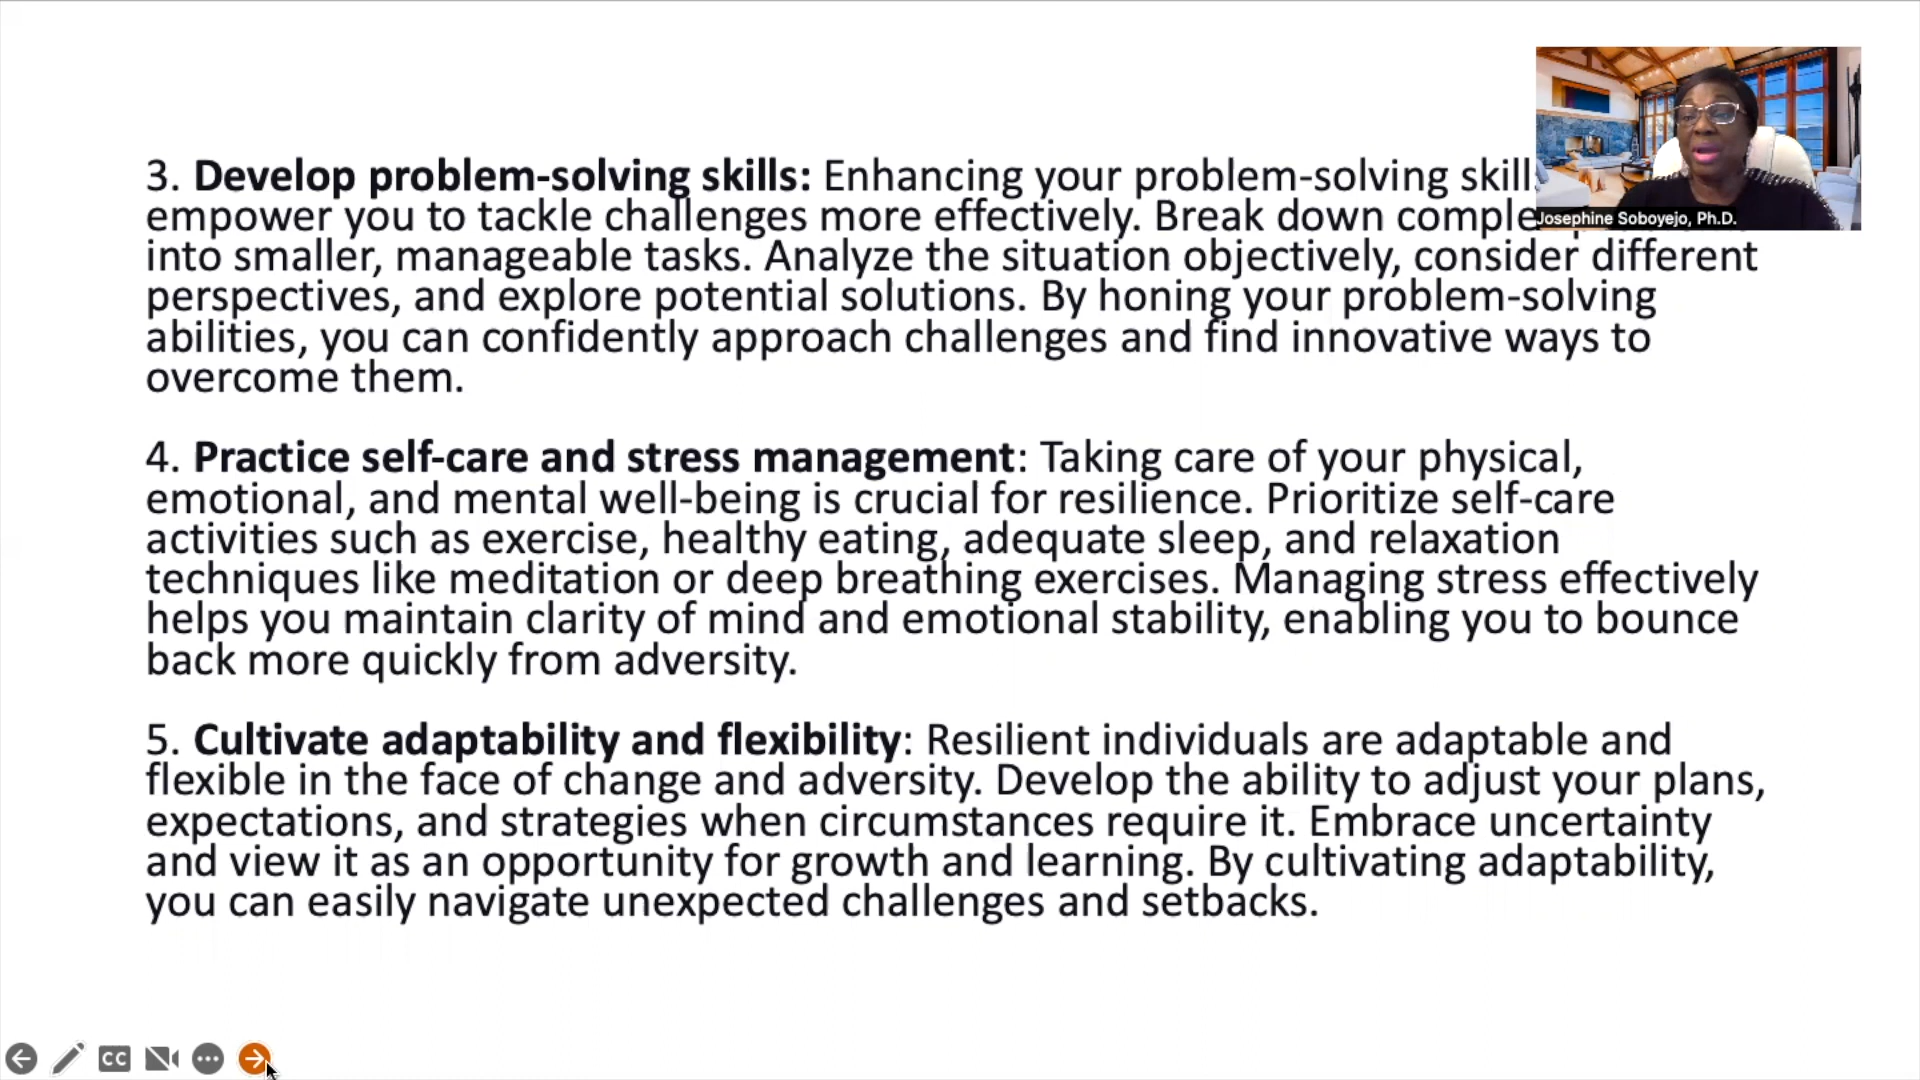 3. Develop problem-solving skills: Enhancing your problem-solving skill
empower you to tackle challenges more effectively. Break down comple
into smaller, manageable tasks. Analyze the situation objectively, consider different
perspectives, and explore potential solutions. By honing your problem-solving
abilities, you can confidently approach challenges and find innovative ways to
overcome them.
4. Practice self-care and stress management: Taking care of your physical,
emotional, and mental well-being is crucial for resilience. Prioritize self-care
activities such as exercise, healthy eating, adequate sleep, and relaxation
techniques like meditation or deep breathing exercises. Managing stress effectively
helps you maintain clarity of mind and emotional stability, enabling you to bounce
back more quickly from adversity.
5. Cultivate adaptability and flexibility: Resilient individuals are adaptable and
flexible in the face of change and adversity. Develop the ability to adjust your plans,
expectations, and strategies when circumstances require it. Embrace uncertainty
and view it as an opportunity for growth and learning. By cultivating adaptability,
you can easily navigate unexpected challenges and setbacks.
Josephine Soboyejo, Ph.D.
CC